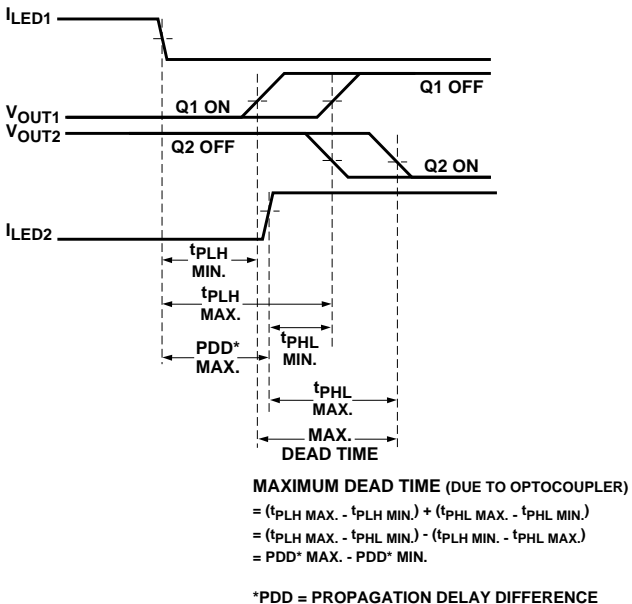 ILED1
VOUT1
Q1 ON
Q1 OFF
VOUT2
Q2 OFF
Q2 ON
ILED2
tPLH
MIN.
tPLH
MAX.
tPHL
MIN.
PDD*
MAX.
tPHL
MAX.
MAX.
DEAD TIME
MAXIMUM DEAD TIME (DUE TO OPTOCOUPLER)
= (tPLH MAX. - tPLH MIN.) + (tPHL MAX. - tPHL MIN.)
= (tPLH MAX. - tPHL MIN.) - (tPLH MIN. - tPHL MAX.)
= PDD* MAX. - PDD* MIN.
*PDD = PROPAGATION DELAY DIFFERENCE